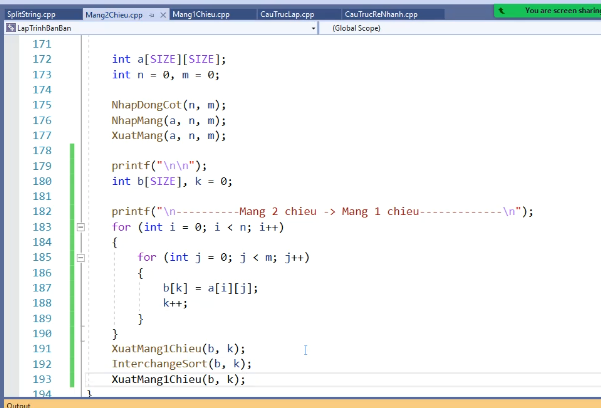 SplitString.cpp Mang2Chieu.cpp Mang1Chieu.cpp CauTrucLap.cpp CauTrucReNhanh.cpp You are screen sharing
LapTrinhBanBan (Global Scope)
171
172 int a[SIZE][SIZE];
173 int n = 0, m = 0;
174
175 NhapDongCot(n, m);
176 NhapMang(a, n, m);
177 XuatMang(a, n, m);
178
179 printf("\n\n");
180 int b[SIZE], k = 0;
181
182 printf("\n----------Mang 2 chieu -> Mang 1 chieu-------------\n");
183 for (int i = 0; i < n; i++)
184 {
185 for (int j = 0; j < m; j++)
186 {
187 b[k] = a[i][j];
188 k++;
189 }
190 }
191 XuatMang1Chieu(b, k);
192 InterchangeSort(b, k);
193 XuatMang1Chieu(b, k);
194 }
Output